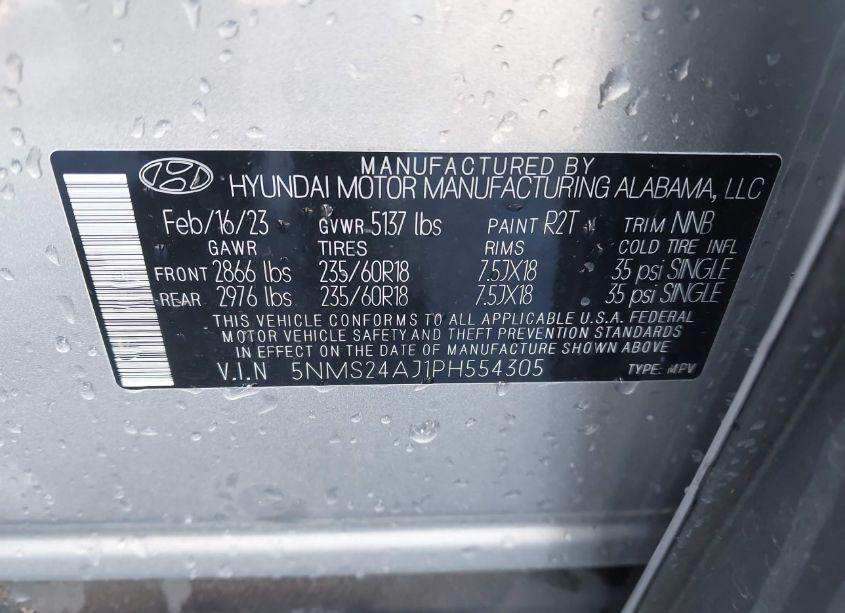 MANUFACTURED BY
HYUNDAI MOTOR MANUFACTURING ALABAMA, LLC
Feb/16/23 GVWR 5137 lbs PAINT R2T TRIM NNB
GAWR TIRES RIMS COLD TIRE INFL
FRONT 2866 lbs 235/60R18 7.5JX18 35 psi SINGLE
REAR 2976 lbs 235/60R18 7.5JX18 35 psi SINGLE
THIS VEHICLE CONFORMS TO ALL APPLICABLE U.S.A. FEDERAL
MOTOR VEHICLE SAFETY AND THEFT PREVENTION STANDARDS
IN EFFECT ON THE DATE OF MANUFACTURE SHOWN ABOVE.
V.I.N 5NMS24AJ1PH554305 TYPE: MPV